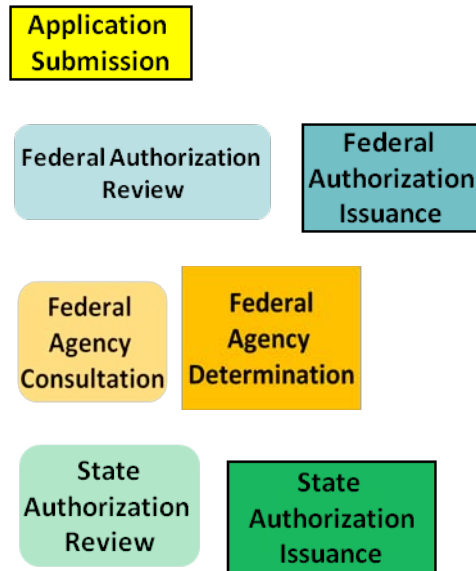 Application
Submission
Federal Authorization
Review
Federal
Authorization
Issuance
Federal
Agency
Consultation
Federal
Agency
Determination
State
Authorization
Review
State
Authorization
Issuance